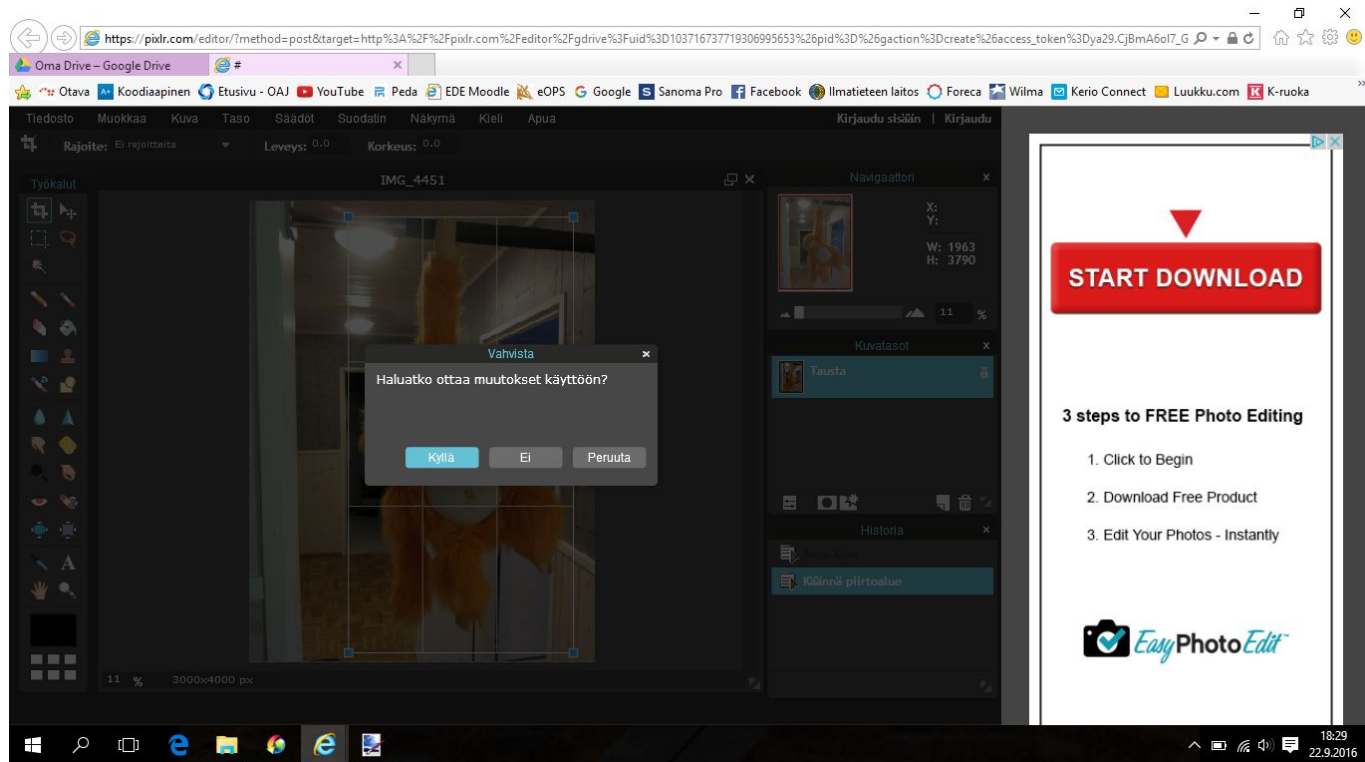 https://pixlr.com/editor/?method=post&target=http%3A%2F%2Fpixlr.com%2Feditor%2Fgdrive%3Fuid%3D103716737719306995653%26pid%3D%26gaction%3Dcreate%26access_token%3Dya29.CjBmA6oI7_G
Oma Drive – Google Drive
#
Otava Koodiaapinen Etusivu - OAJ YouTube Peda EDE Moodle eOPS Google Sanoma Pro Facebook Ilmatieteen laitos Foreca Wilma Kerio Connect Luukku.com K-ruoka
Tiedosto Muokkaa Kuva Taso Säädöt Suodatin Näkymä Kieli Apua Kirjaudu sisään | Kirjaudu
Rajoite: Ei rajoitteita Leveys: 0.0 Korkeus: 0.0
Työkalut
IMG_4451
Navigaattori
X:
Y:
W: 1963
H: 3790
11 %
Kuvatasot
Tausta
Vahvista
Haluatko ottaa muutokset käyttöön?
Kyllä Ei Peruuta
Historia
Avaa kuva
Käännä piirtoalue
A
11 % 3000x4000 px
START DOWNLOAD
3 steps to FREE Photo Editing
1. Click to Begin
2. Download Free Product
3. Edit Your Photos - Instantly
Easy Photo Edit™
18:29
22.9.2016